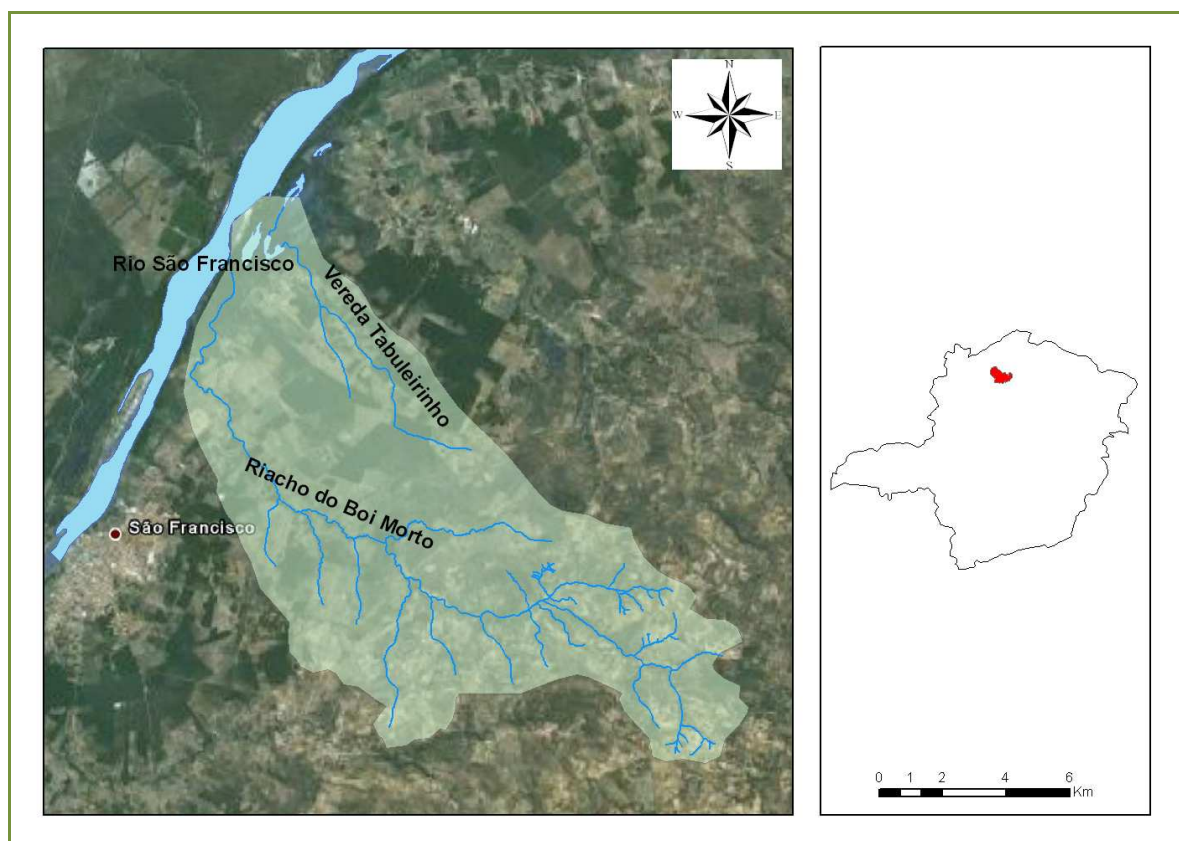 N
W E
S
Rio São Francisco
Vereda Tabuleirinho
Riacho do Boi Morto
São Francisco
0 1 2 4 6
Km